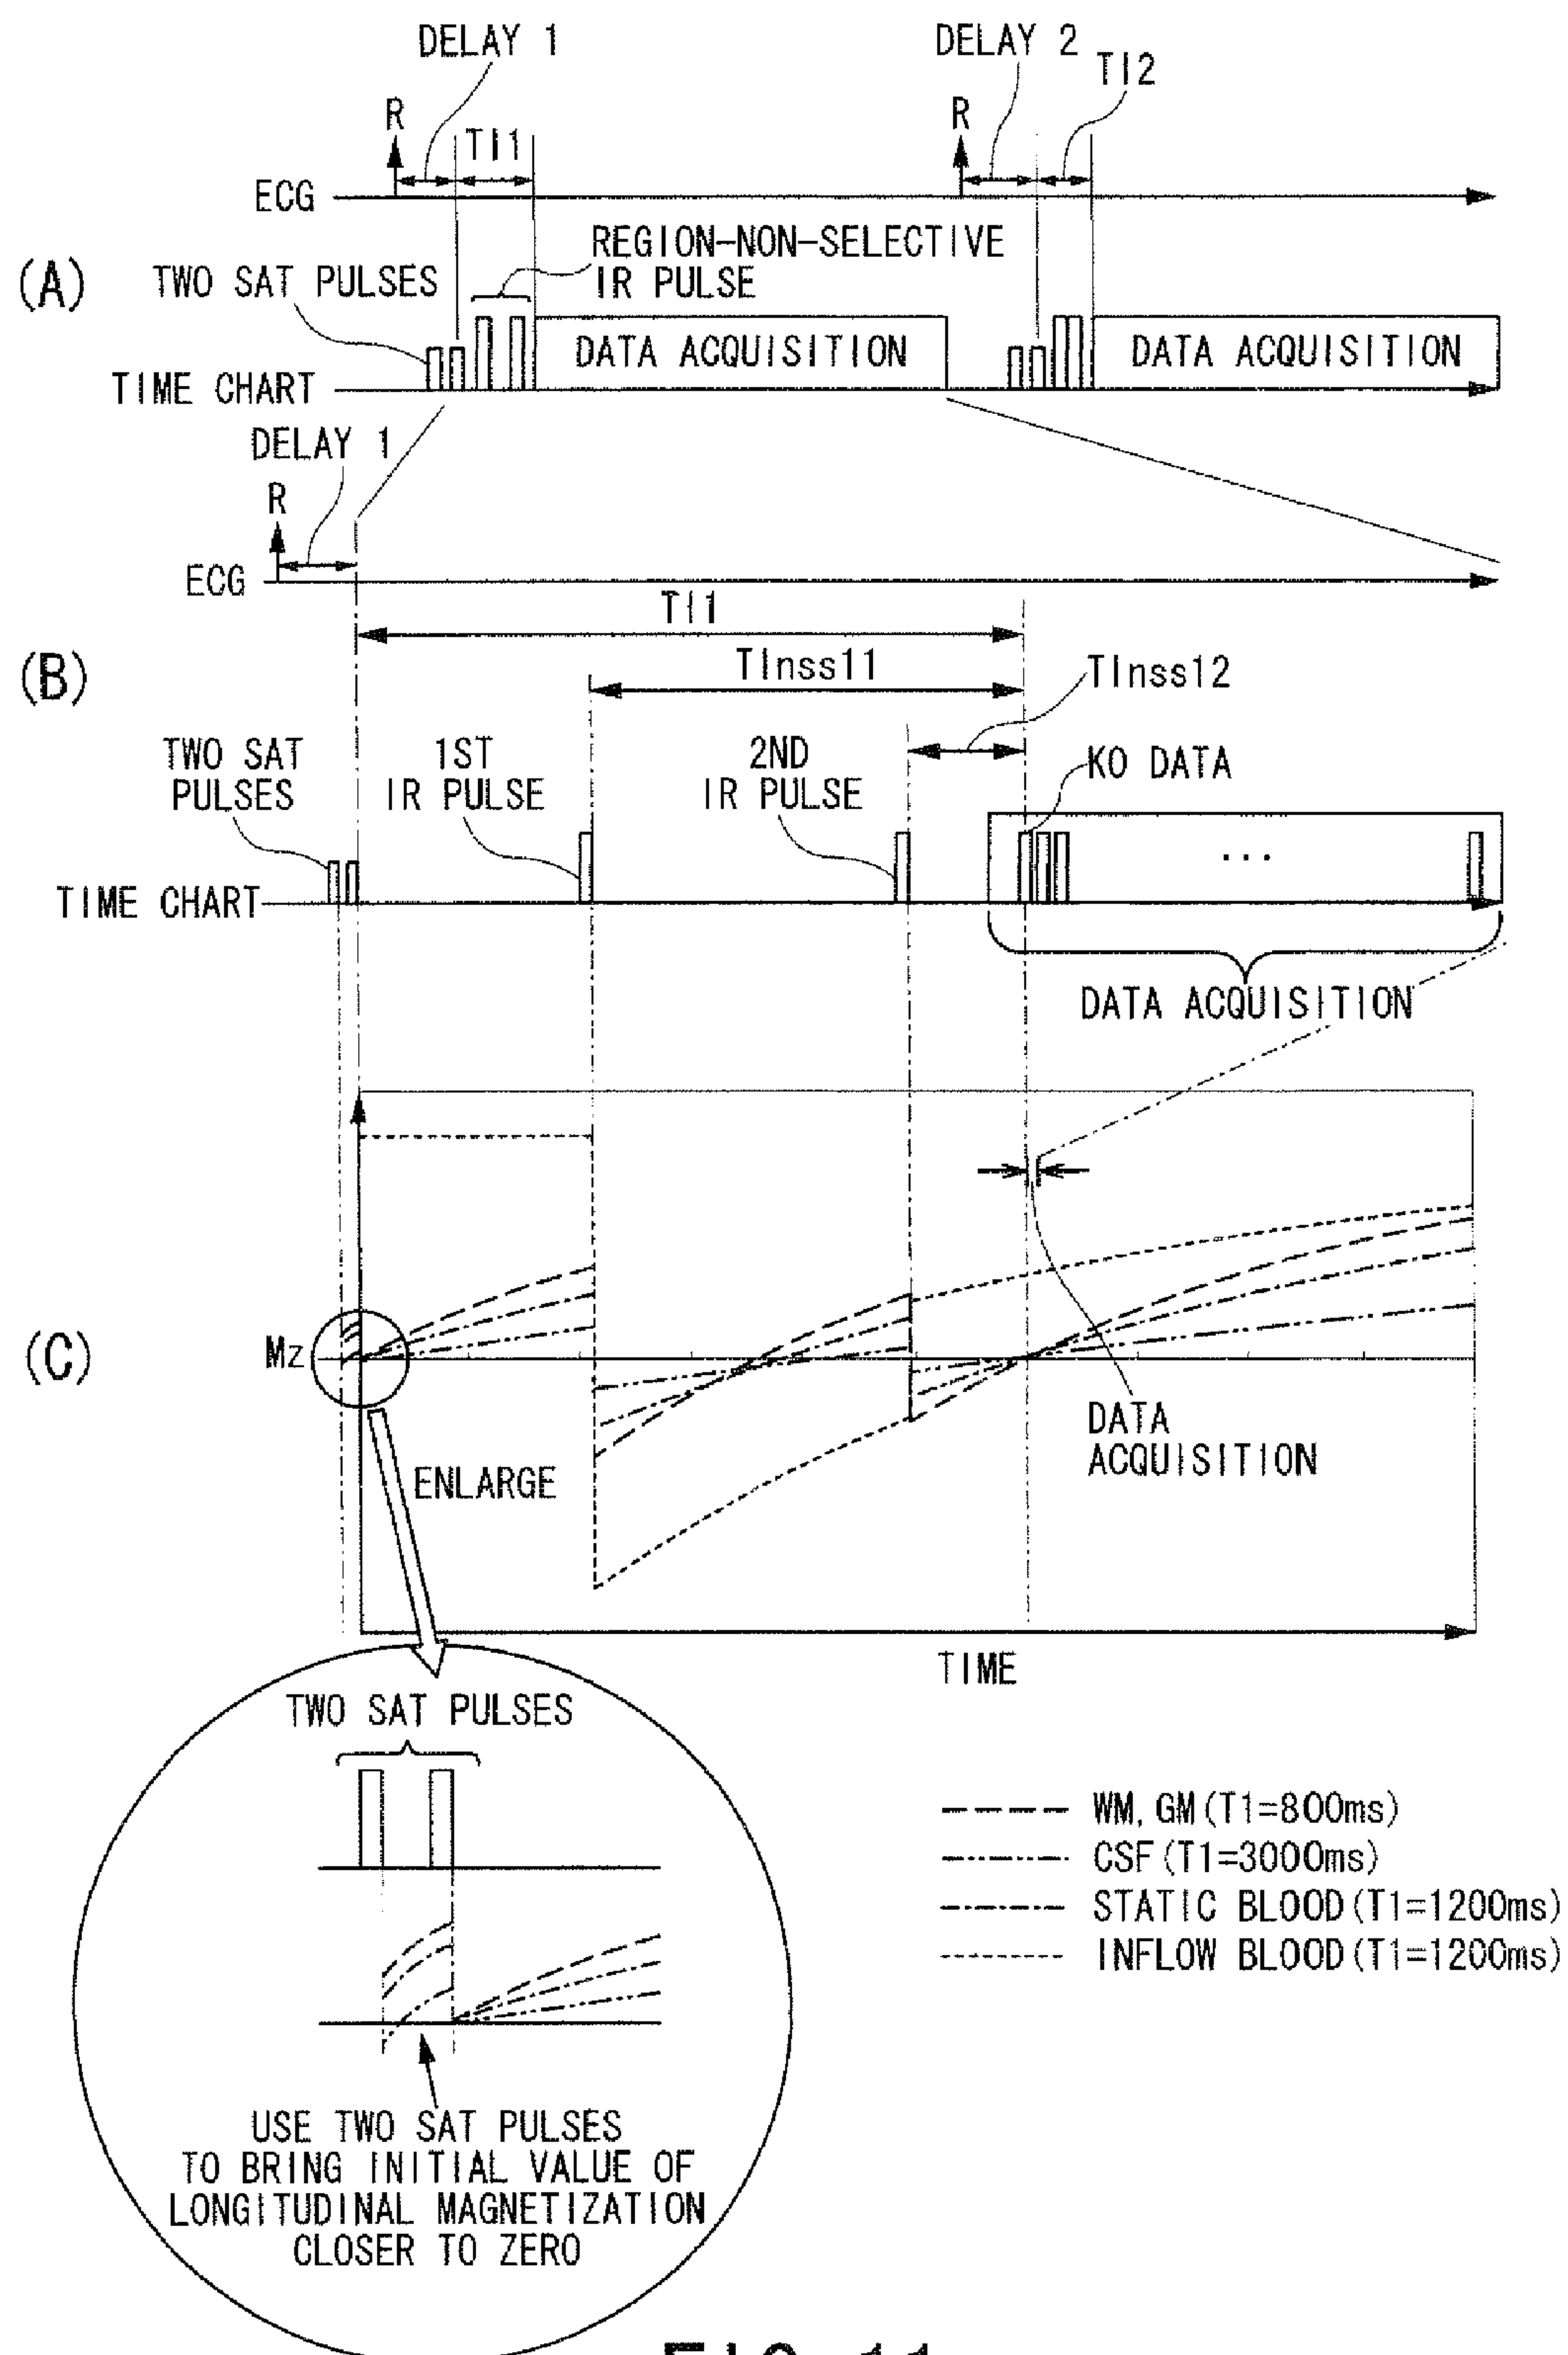 DELAY 1
DELAY 2
TI2
R
TI1
R
ECG
REGION-NON-SELECTIVE
IR PULSE
(A)
TWO SAT PULSES
DATA ACQUISITION
DATA ACQUISITION
TIME CHART
DELAY 1
R
ECG
TI1
(B)
TInss11
TInss12
TWO SAT
PULSES
1ST
IR PULSE
2ND
IR PULSE
K0 DATA
...
TIME CHART
DATA ACQUISITION
(C)
Mz
DATA
ACQUISITION
ENLARGE
TIME
TWO SAT PULSES
WM, GM (T1=800ms)
CSF (T1=3000ms)
STATIC BLOOD (T1=1200ms)
INFLOW BLOOD (T1=1200ms)
USE TWO SAT PULSES
TO BRING INITIAL VALUE OF
LONGITUDINAL MAGNETIZATION
CLOSER TO ZERO